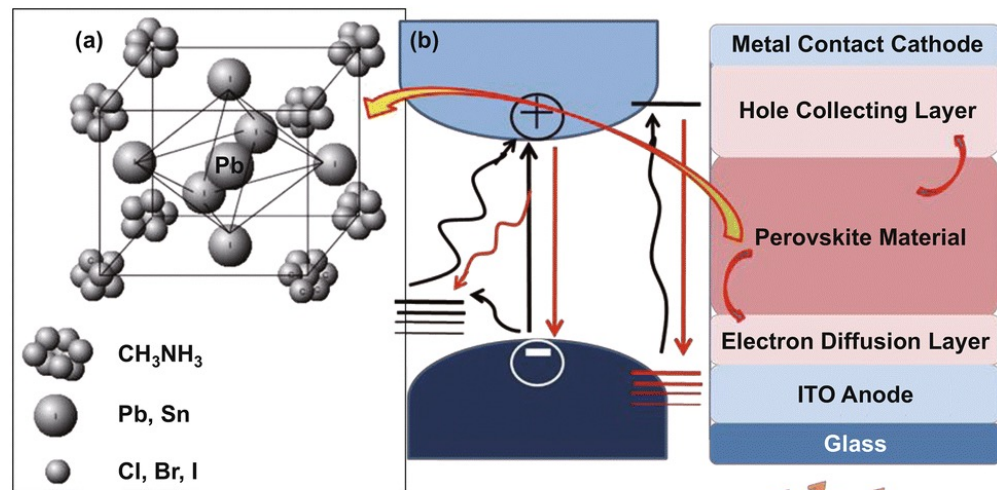 (a)
Pb
CH₃NH₃
Pb, Sn
Cl, Br, I
(b)
+
Metal Contact Cathode
Hole Collecting Layer
Perovskite Material
Electron Diffusion Layer
ITO Anode
Glass